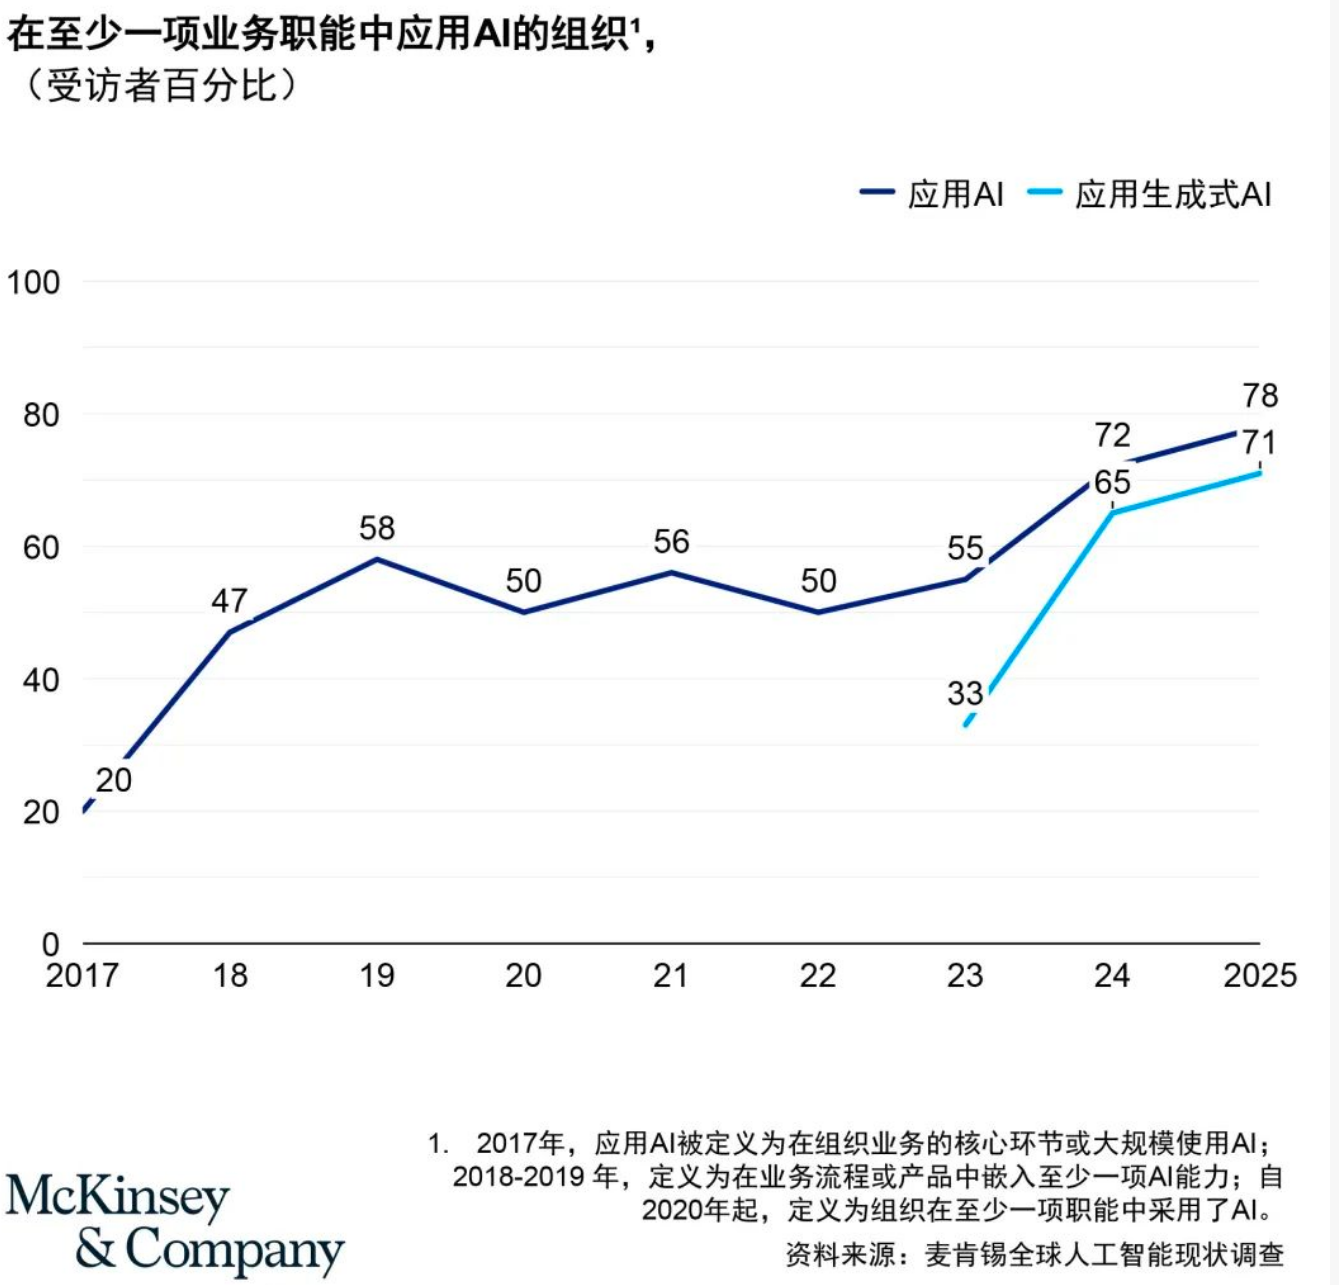 在至少一项业务职能中应用AI的组织¹，
（受访者百分比）
应用AI 应用生成式AI
100
80
60
40
20
0
20
47
58
50
56
50
55
72
78
33
65
71
2017 18 19 20 21 22 23 24 2025
1. 2017年，应用AI被定义为在组织业务的核心环节或大规模使用AI；
2018-2019 年，定义为在业务流程或产品中嵌入至少一项AI能力；自
2020年起，定义为组织在至少一项职能中采用了AI。
资料来源：麦肯锡全球人工智能现状调查
McKinsey
& Company